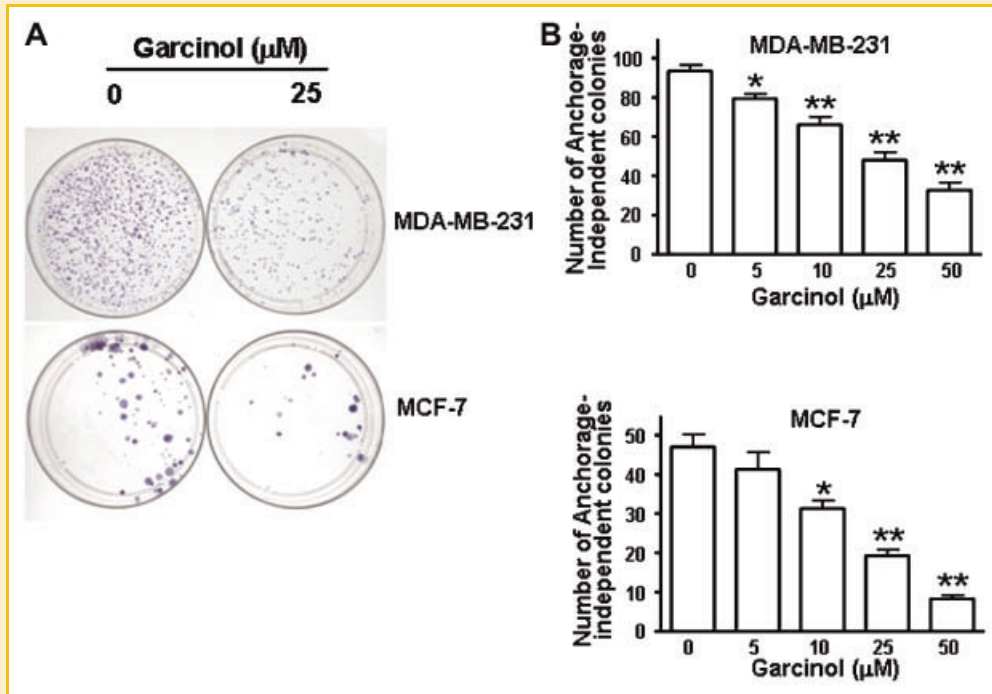 A
Garcinol (μM)
0 25
MDA-MB-231
MCF-7
B
MDA-MB-231
Number of Anchorage-
Independent colonies
100
80
60
40
20
0
*
**
**
**
0 5 10 25 50
Garcinol (μM)
MCF-7
Number of Anchorage-
independent colonies
50
40
30
20
10
0
*
**
**
0 5 10 25 50
Garcinol (μM)